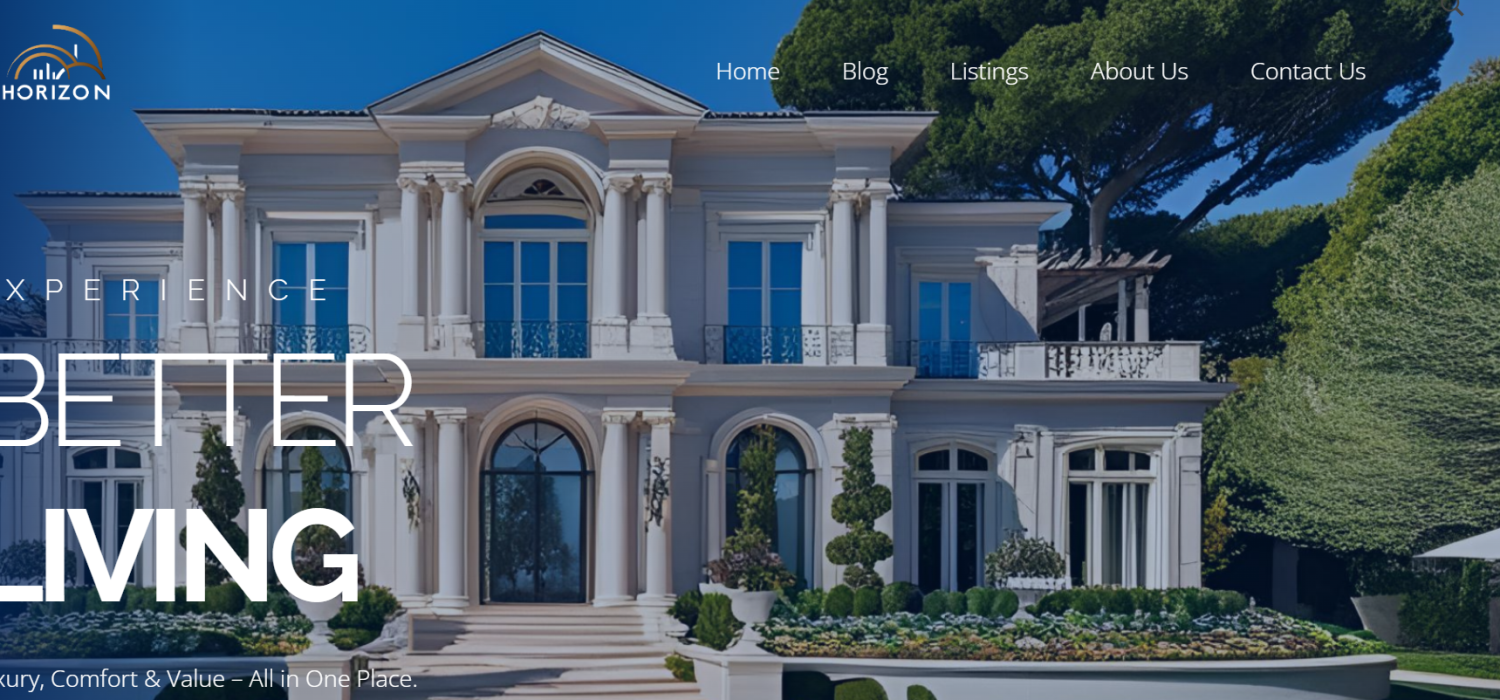 HORIZON
Home Blog Listings About Us Contact Us
XPERIENCE
BETTER
LIVING
xury, Comfort & Value – All in One Place.